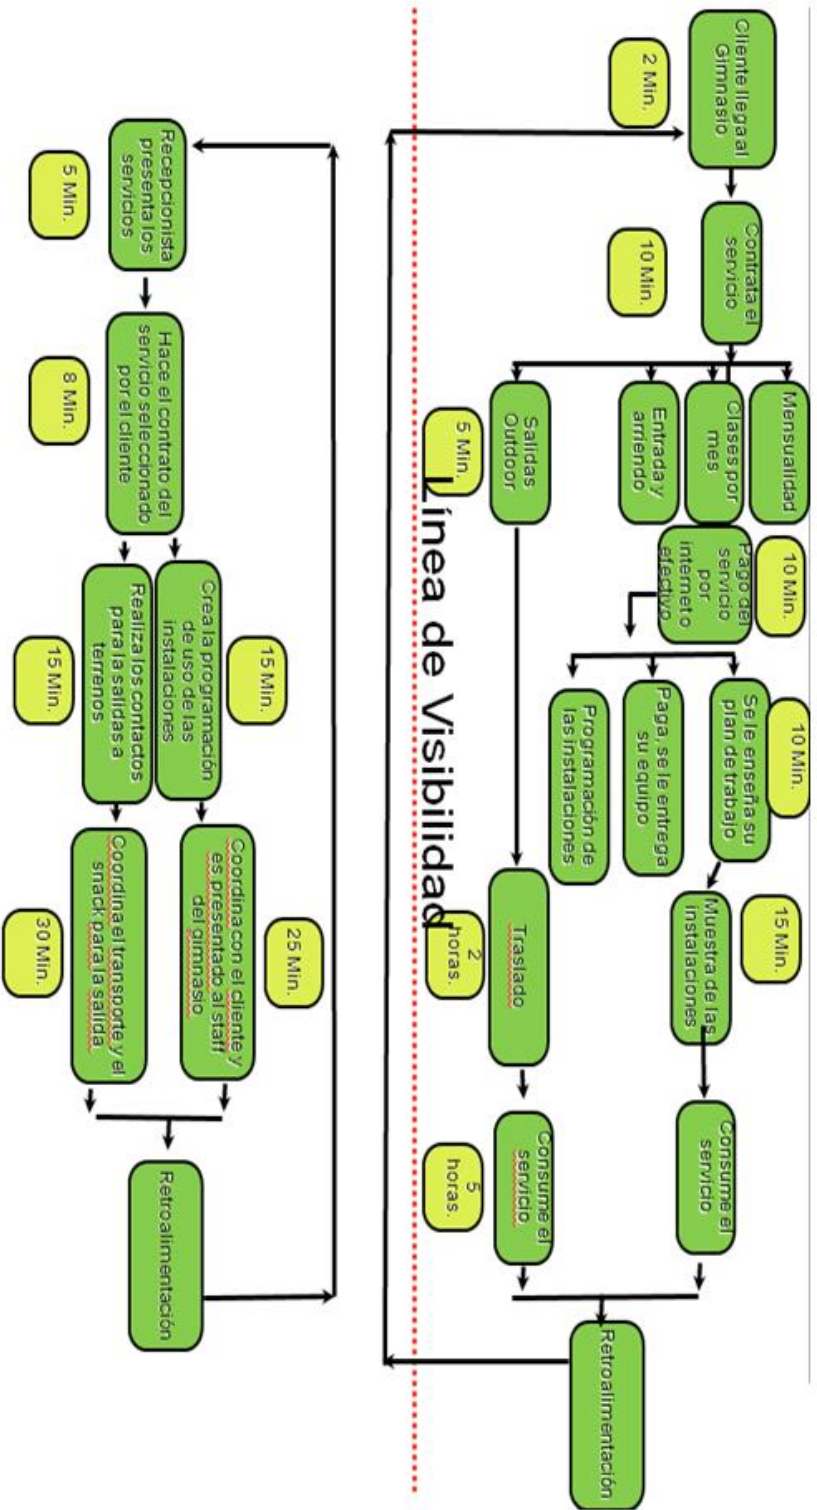 Cliente llega al
Gimnasio
2 Min.
Contrata el
servicio
10 Min.
Mensualidad
Clases por
mes
Entrada y
arriendo
Salidas
Outdoor
5 Min.
Pago del
servicio
por
internet o
efectivo
10 Min.
Se le enseña su
plan de trabajo
10 Min.
Paga, se le entrega
su equipo
Programación de
las instalaciones
Muestra de las
instalaciones
15 Min.
Consume el
servicio
Traslado
2
horas.
Consume el
servicio
5
horas.
Retroalimentación
Línea de Visibilidad
Recepcionista
presenta los
servicios
5 Min.
Hace el contrato del
servicio seleccionado
por el cliente
8 Min.
Crea la programación
de uso de las
instalaciones
15 Min.
Realiza los contactos
para la salidas a
terrenos
15 Min.
Coordina con el cliente y
es presentado al staff
del gimnasio
25 Min.
Coordina el transporte y el
snack para la salida
30 Min.
Retroalimentación